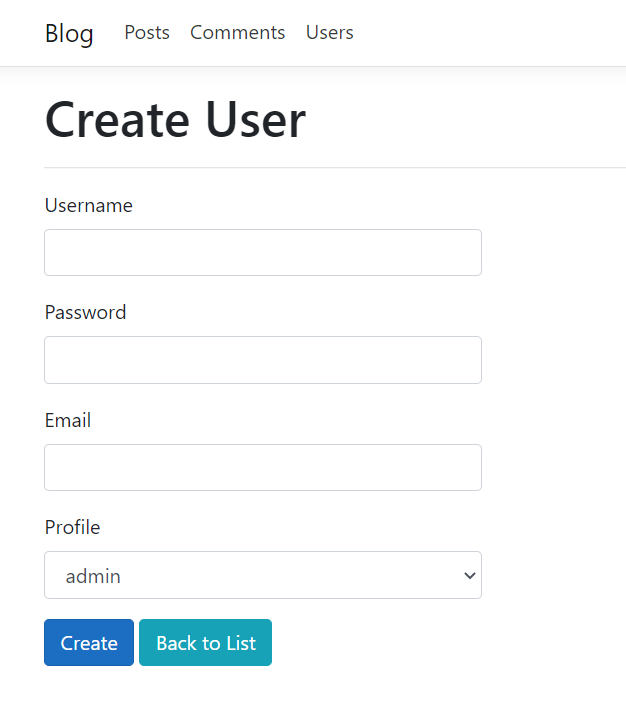 Blog Posts Comments Users
Create User
Username
Password
Email
Profile
admin
Create Back to List